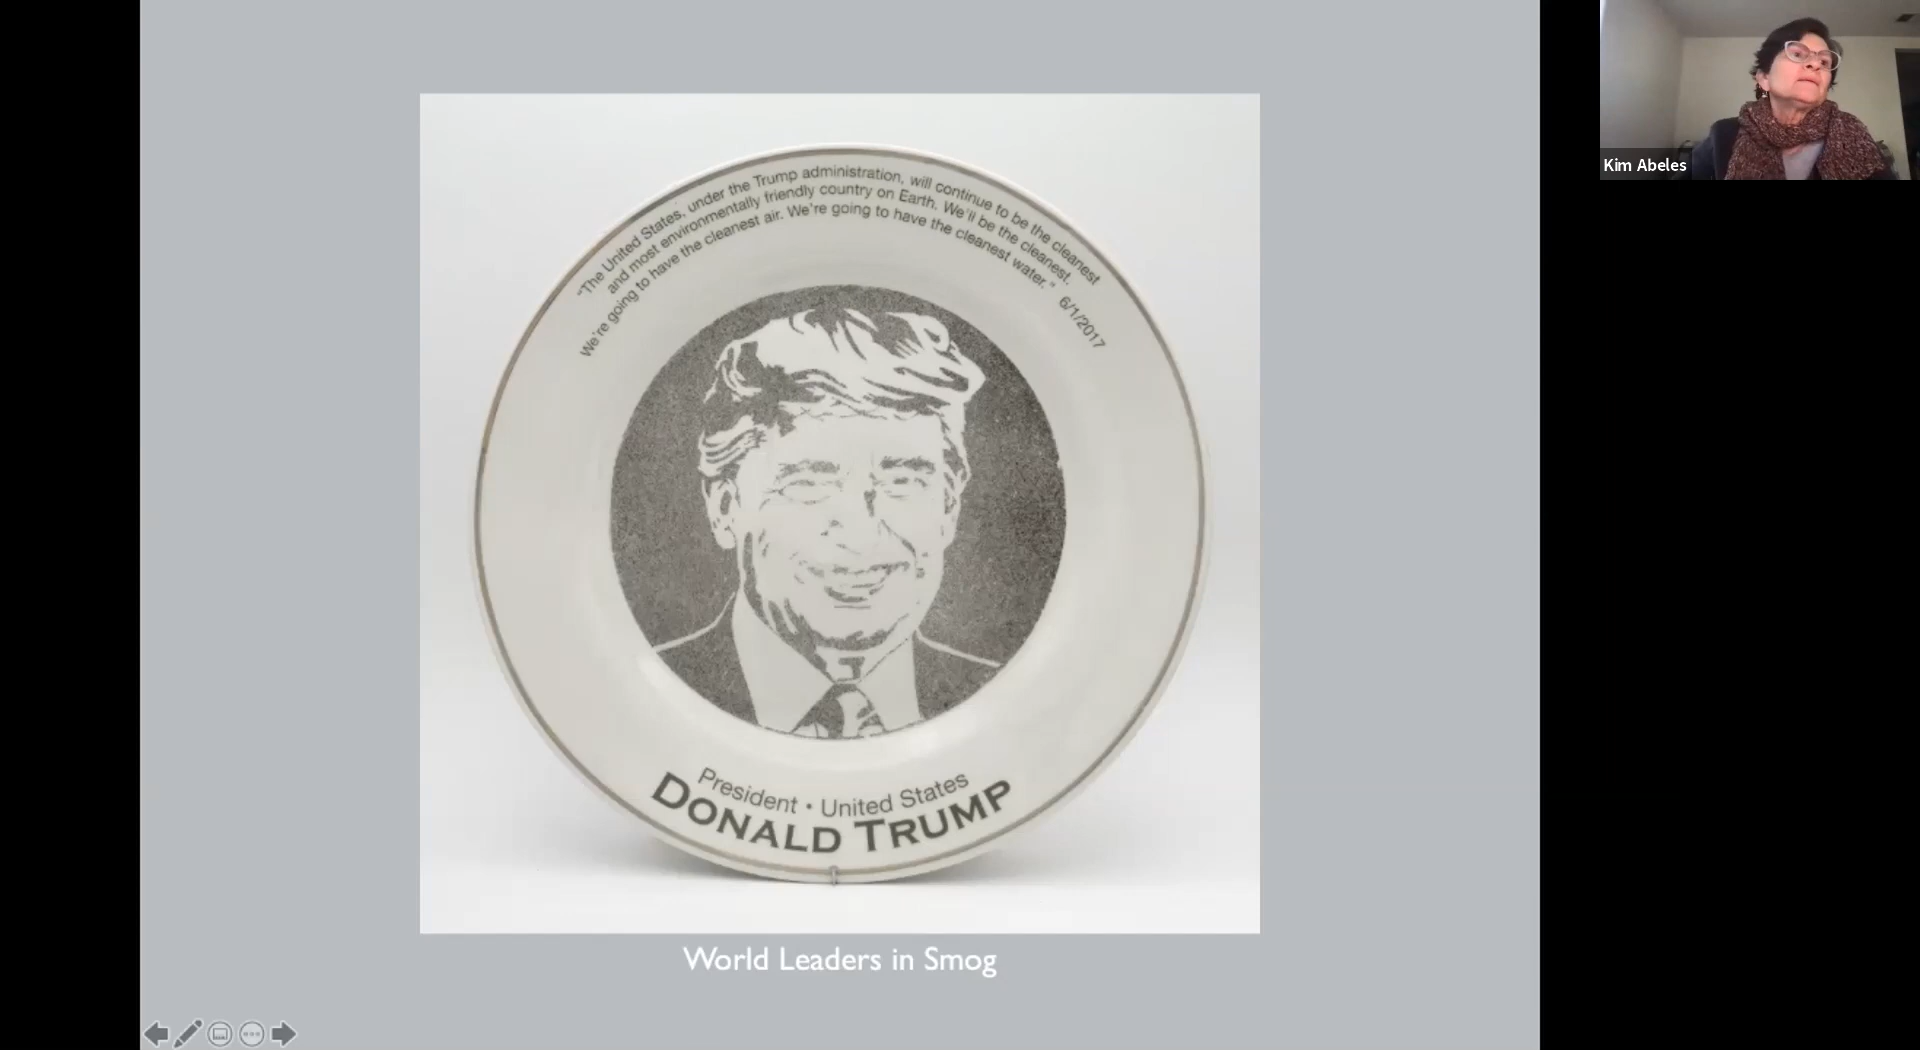 "The United States, under the Trump administration, will continue to be the cleanest
and most environmentally friendly country on Earth. We'll be the cleanest.
We're going to have the cleanest air. We're going to have the cleanest water." 6/1/2017
President • United States
DONALD TRUMP
World Leaders in Smog
Kim Abeles